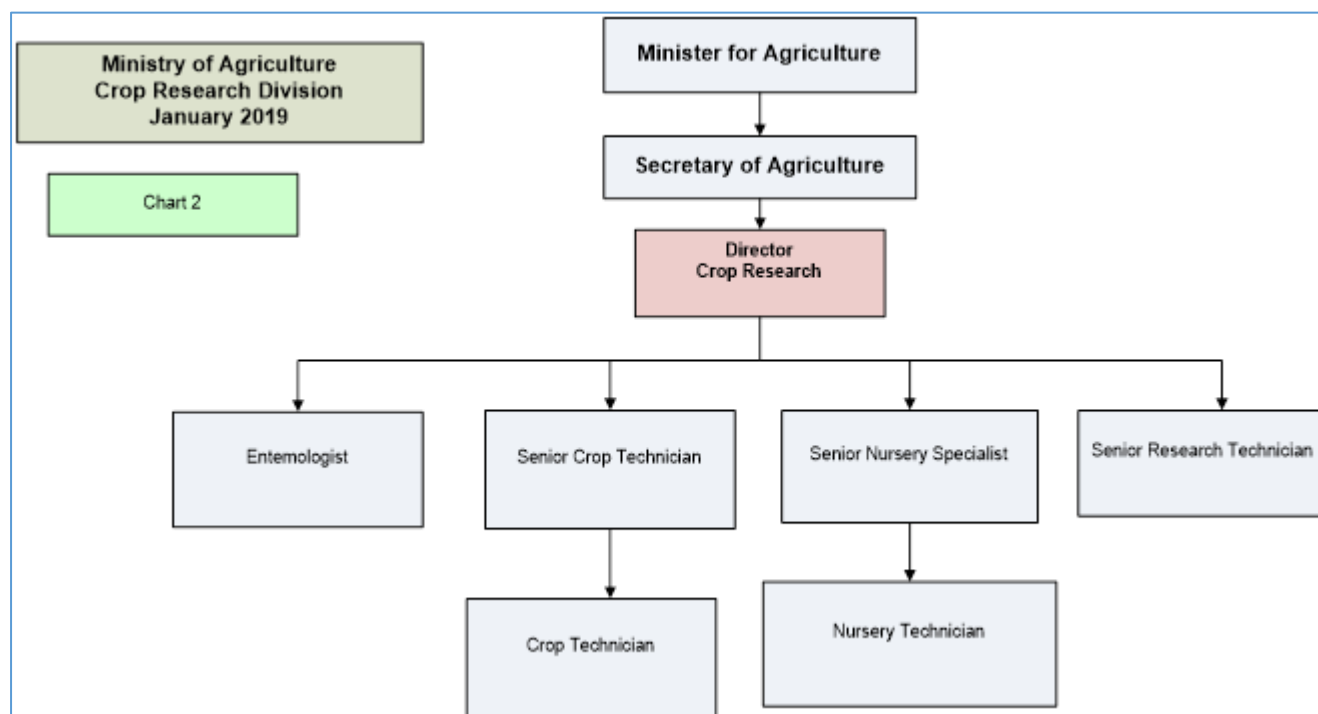 Ministry of Agriculture
Crop Research Division
January 2019
Chart 2
Minister for Agriculture
Secretary of Agriculture
Director
Crop Research
Entemologist
Senior Crop Technician
Senior Nursery Specialist
Senior Research Technician
Crop Technician
Nursery Technician